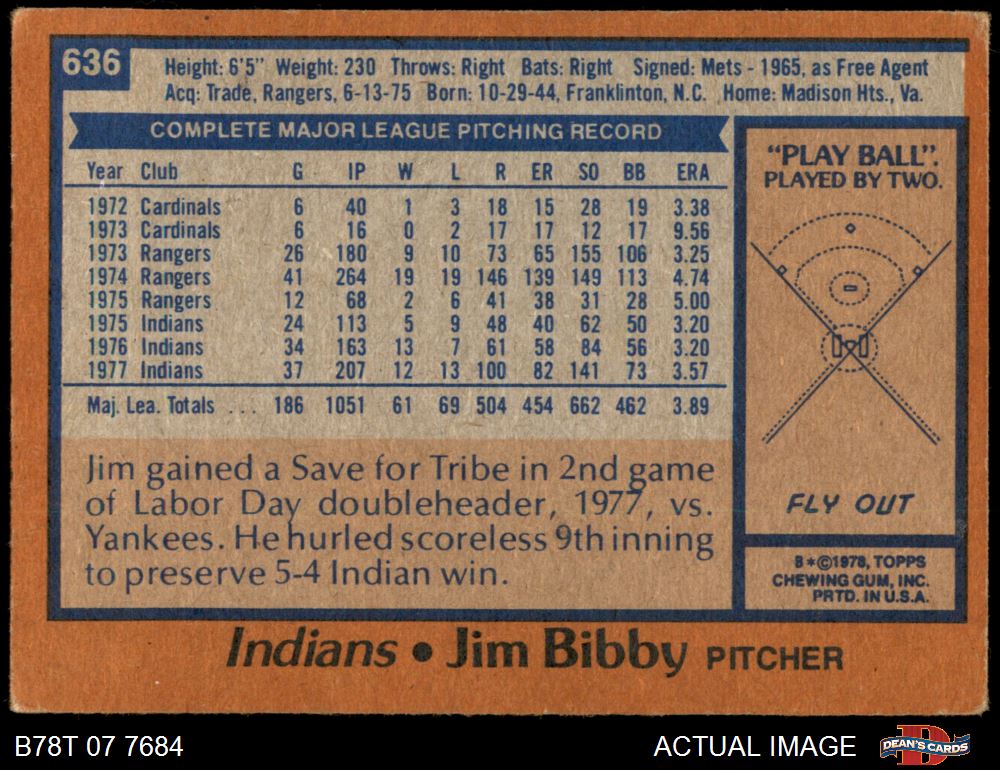 636
Height: 6'5" Weight: 230 Throws: Right Bats: Right Signed: Mets - 1965, as Free Agent
Acq: Trade, Rangers, 6-13-75 Born: 10-29-44, Franklinton, N.C. Home: Madison Hts., Va.
COMPLETE MAJOR LEAGUE PITCHING RECORD
Year Club G IP W L R ER SO BB ERA
1972 Cardinals 6 40 1 3 18 15 28 19 3.38
1973 Cardinals 6 16 0 2 17 17 12 17 9.56
1973 Rangers 26 180 9 10 73 65 155 106 3.25
1974 Rangers 41 264 19 19 146 139 149 113 4.74
1975 Rangers 12 68 2 6 41 38 31 28 5.00
1975 Indians 24 113 5 9 48 40 62 50 3.20
1976 Indians 34 163 13 7 61 58 84 56 3.20
1977 Indians 37 207 12 13 100 82 141 73 3.57
Maj. Lea. Totals ... 186 1051 61 69 504 454 662 462 3.89
Jim gained a Save for Tribe in 2nd game
of Labor Day doubleheader, 1977, vs.
Yankees. He hurled scoreless 9th inning
to preserve 5-4 Indian win.
"PLAY BALL".
PLAYED BY TWO.
FLY OUT
B*©1978, TOPPS
CHEWING GUM, INC.
PRTD. IN U.S.A.
Indians • Jim Bibby PITCHER
B78T 07 7684
ACTUAL IMAGE
D
DEAN'S CARDS